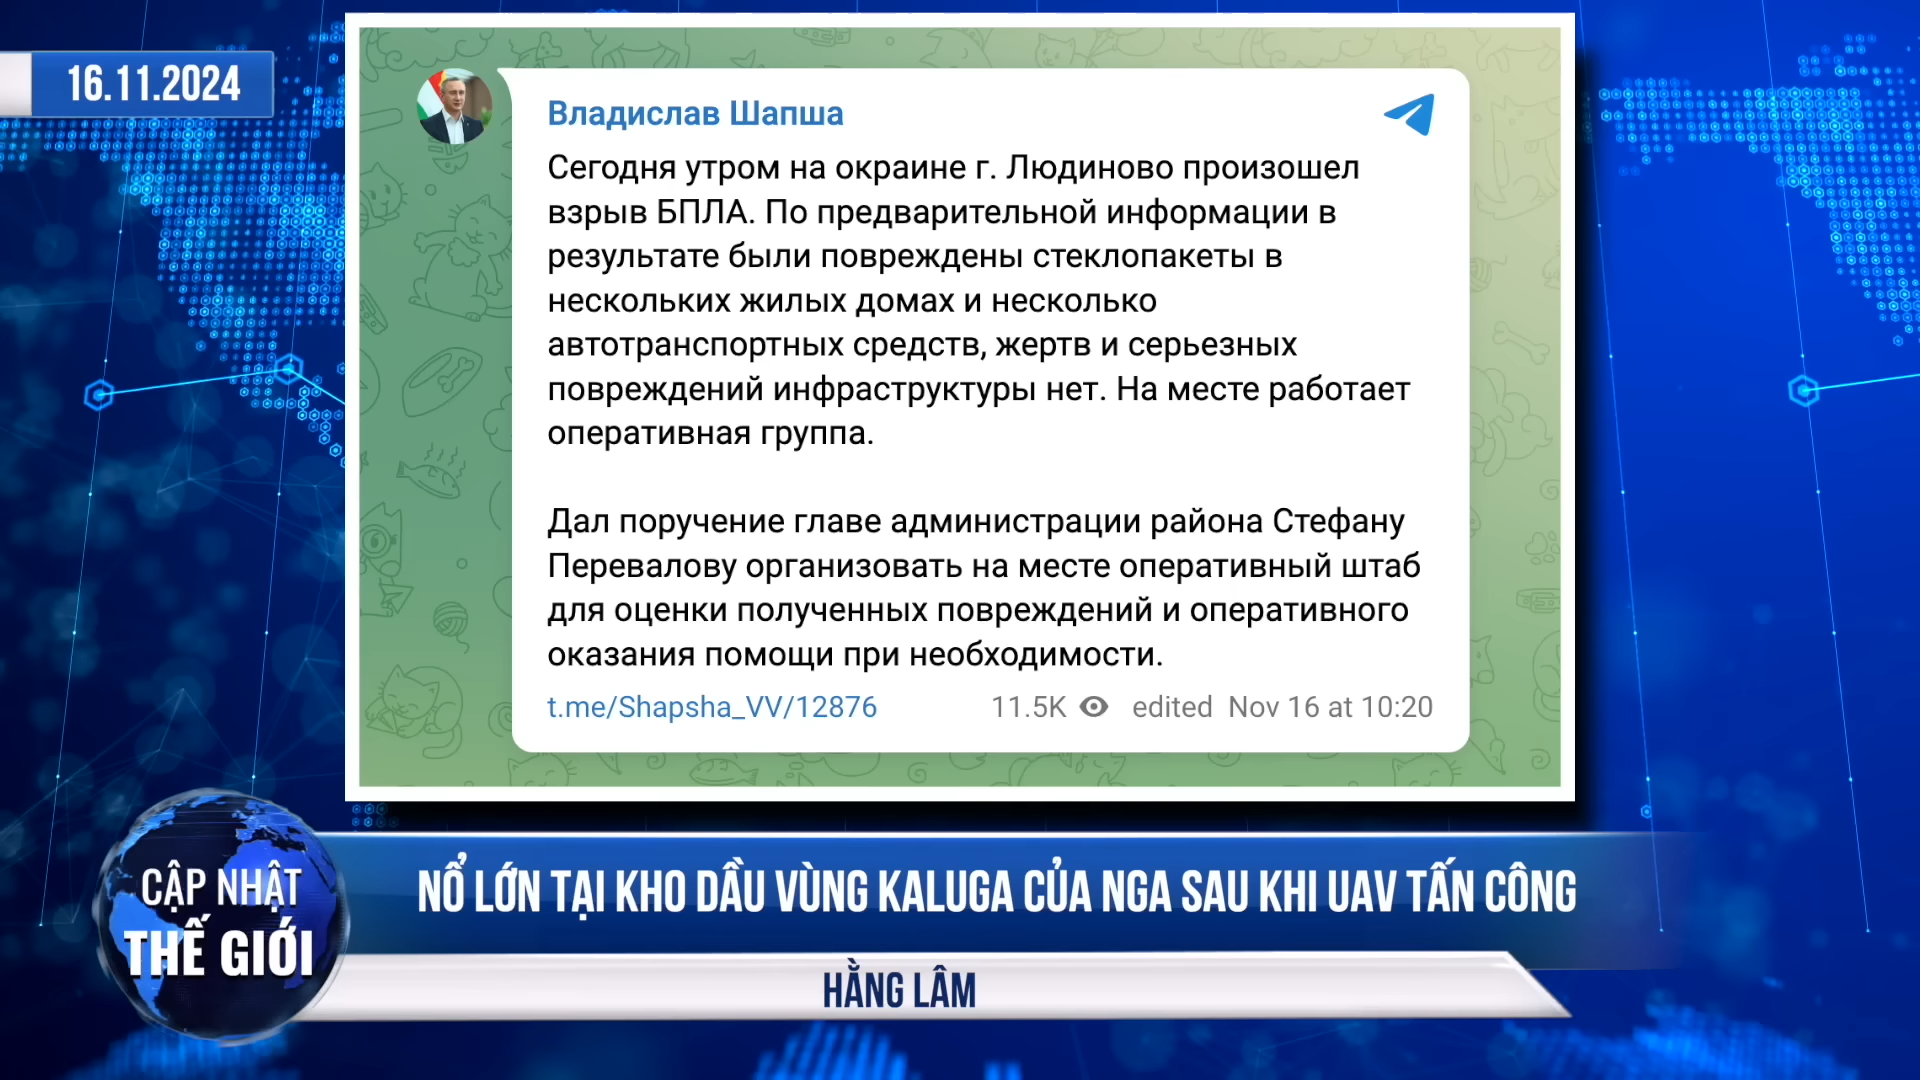 16.11.2024
Владислав Шапша
Сегодня утром на окраине г. Людиново произошел
взрыв БПЛА. По предварительной информации в
результате были повреждены стеклопакеты в
нескольких жилых домах и несколько
автотранспортных средств, жертв и серьезных
повреждений инфраструктуры нет. На месте работает
оперативная группа.
Дал поручение главе администрации района Стефану
Перевалову организовать на месте оперативный штаб
для оценки полученных повреждений и оперативного
оказания помощи при необходимости.
t.me/Shapsha_VV/12876 11.5K edited Nov 16 at 10:20
CẬP NHẬT
THẾ GIỚI
NỔ LỚN TẠI KHO DẦU VÙNG KALUGA CỦA NGA SAU KHI UAV TẤN CÔNG
HẰNG LÂM